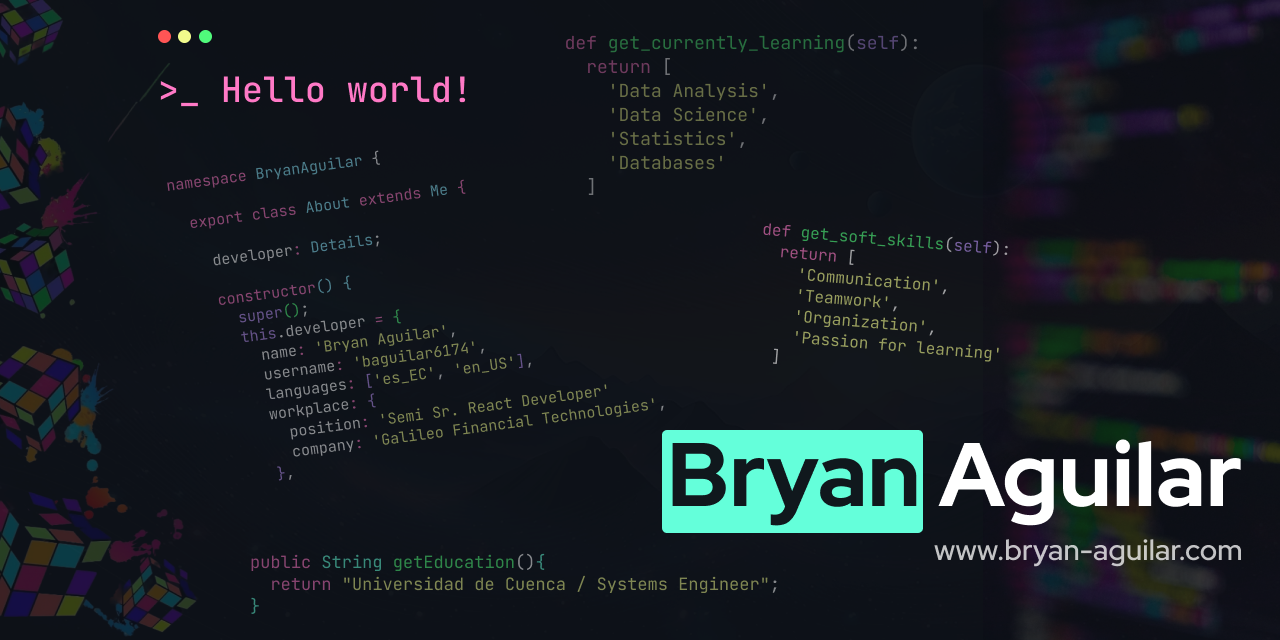 >_ Hello world!
namespace BryanAguilar {
export class About extends Me {
developer: Details;
constructor() {
super();
this.developer = {
name: 'Bryan Aguilar',
username: 'baguilar6174',
languages: ['es_EC', 'en_US'],
workplace: {
position: 'Semi Sr. React Developer'
company: 'Galileo Financial Technologies',
},
def get_currently_learning(self):
return [
'Data Analysis',
'Data Science',
'Statistics',
'Databases'
]
def get_soft_skills(self):
return [
'Communication',
'Teamwork',
'Organization',
'Passion for learning'
]
Bryan Aguilar
www.bryan-aguilar.com
public String getEducation(){
return "Universidad de Cuenca / Systems Engineer";
}